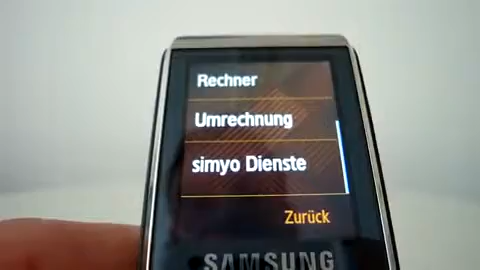 Rechner
Umrechnung
simyo Dienste
Zurück
SAMSUNG